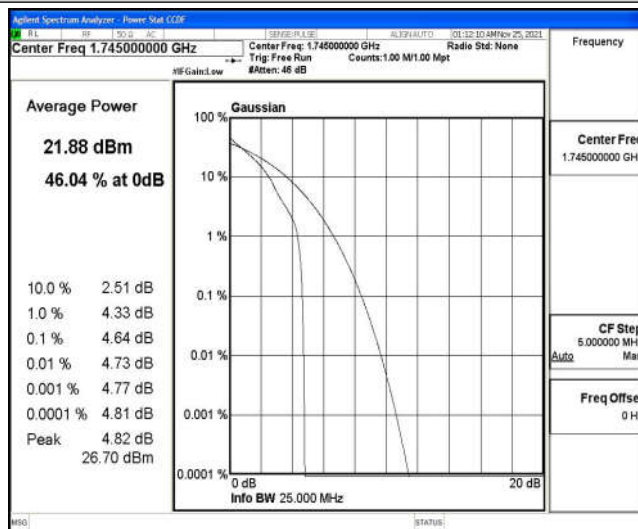 Agilent Spectrum Analyzer - Power Stat CCDF
RL RF 50 Ω AC SENSE:PULSE ALIGN AUTO 01:12:10 AM Nov 25, 2021
Center Freq 1.745000000 GHz
Center Freq: 1.745000000 GHz Radio Std: None
Trig: Free Run Counts:1.00 M/1.00 Mpt
#IFGain:Low #Atten: 46 dB
Frequency
Average Power
21.88 dBm
46.04 % at 0dB
10.0 % 2.51 dB
1.0 % 4.33 dB
0.1 % 4.64 dB
0.01 % 4.73 dB
0.001 % 4.77 dB
0.0001 % 4.81 dB
Peak 4.82 dB
26.70 dBm
Gaussian
100 %
10 %
1 %
0.1 %
0.01 %
0.001 %
0.0001 %
0 dB 20 dB
Info BW 25.000 MHz
Center Fre
1.745000000 GH
CF Step
5.000000 MH
Auto Ma
Freq Offse
0 H
MSG STATUS